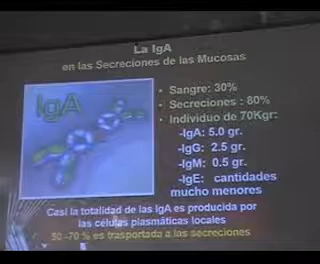 La IgA
en las Secreciones de las Mucosas
IgA
• Sangre: 30%
• Secreciones : 80%
• Individuo de 70Kgr:
-IgA: 5.0 gr.
-IgG: 2.5 gr.
-IgM: 0.5 gr.
-IgE: cantidades
mucho menores
Casi la totalidad de las IgA es producida por
las células plasmáticas locales
50 -70 % es trasportada a las secreciones